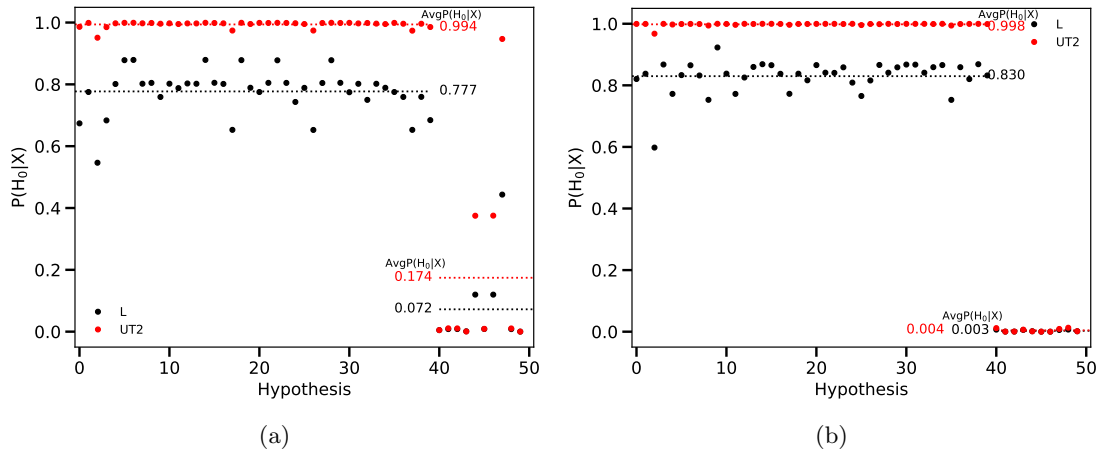 AvgP(H₀|X)
0.994
0.777
AvgP(H₀|X)
0.174
0.072
L
UT2
1.0
0.8
0.6
0.4
0.2
0.0
P(H₀|X)
0 10 20 30 40 50
Hypothesis
(a)
AvgP(H₀|X)
0.998
0.830
L
UT2
AvgP(H₀|X)
0.004 0.003
1.0
0.8
0.6
0.4
0.2
0.0
P(H₀|X)
0 10 20 30 40 50
Hypothesis
(b)